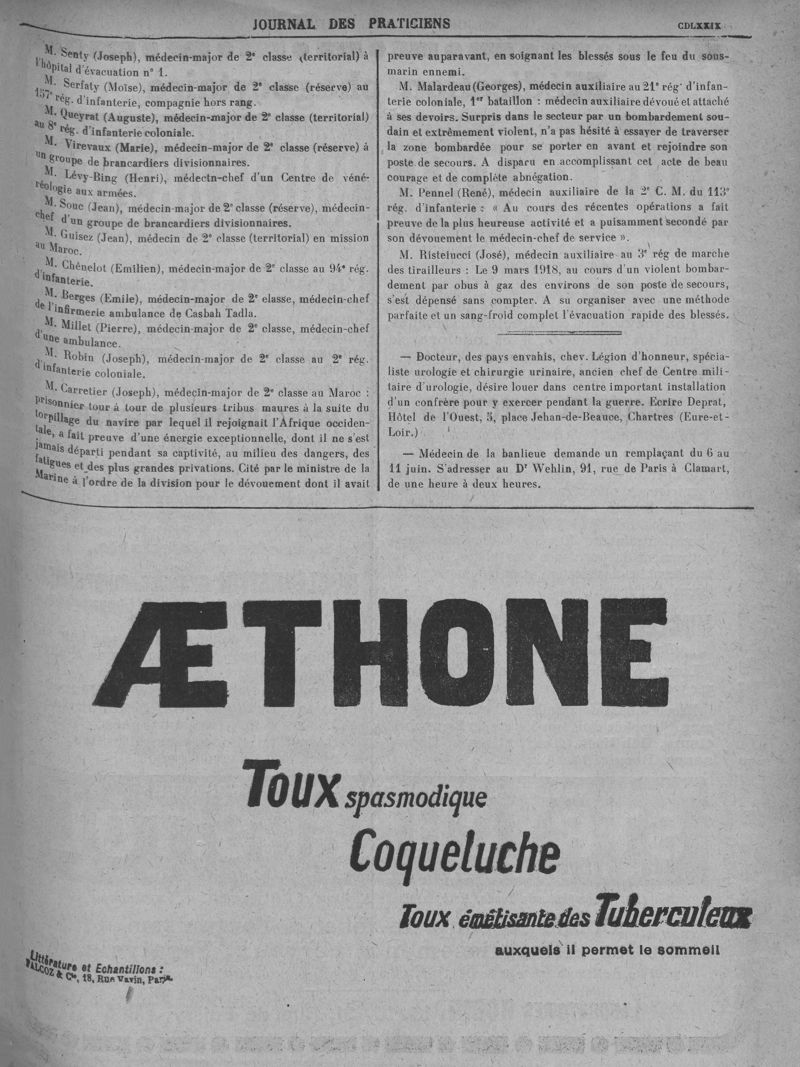 JOURNAL DES PRATICIENS
CDLXXIX
M. Senty (Joseph), médecin-major de 2e classe (territorial) à
l'hôpital d'évacuation n° 1.
M. Serfaty (Moïse), médecin-major de 2e classe (réserve) au
157e rég. d'infanterie, compagnie hors rang.
M. Queyrat (Auguste), médecin-major de 2e classe (territorial)
au 8e rég. d'infanterie coloniale.
M. Virevaux (Marie), médecin-major de 2e classe (réserve) à
un groupe de brancardiers divisionnaires.
M. Lévy-Bing (Henri), medectn-chef d'un Centre de véné-
réologie aux armées.
M. Souc (Jean), médecin-major de 2e classe (réserve), médecin-
chef d'un groupe de brancardiers divisionnaires.
M. Guisez (Jean), médecin de 2e classe (territorial) en mission
au Maroc.
M. Chénelot (Emilien), médecin-major de 2e classe au 94e rég.
d'infanterie.
M. Berges (Emile), médecin-major de 2e classe, médecin-chef
de l'infirmerie ambulance de Casbah Tadla.
M. Millet (Pierre), médecin-major de 2e classe, médecin-chef
d'une ambulance.
M. Robin (Joseph), médecin-major de 2e classe au 2e rég.
d'infanterie coloniale.
M. Carretier (Joseph), médecin-major de 2e classe au Maroc :
prisonnier tour à tour de plusieurs tribus maures à la suite du
torpillage du navire par lequel il rejoignait l'Afrique occiden-
tale, a fait preuve d'une énergie exceptionnelle, dont il ne s'est
jamais départi pendant sa captivité, au milieu des dangers, des
fatigues et des plus grandes privations. Cité par le ministre de la
Marine à l'ordre de la division pour le dévouement dont il avait
preuve auparavant, en soignant les blessés sous le feu du sous-
marin ennemi.
M. Malardeau (Georges), médecin auxiliaire au 21e rég d'infan-
terie coloniale, 1er bataillon : médecin auxiliaire dévoué et attaché
à ses devoirs. Surpris dans le secteur par un bombardement sou-
dain et extrêmement violent, n'a pas hésité à essayer de traverser
la zone bombardée pour se porter en avant et rejoindre son
poste de secours. A disparu en accomplissant cet acte de beau
courage et de complète abnégation.
M. Pennel (René), médecin auxiliaire de la 2e C. M. du 113e
rég. d'infanterie : « Au cours des récentes opérations a fait
preuve de la plus heureuse activité et a puisamment secondé par
son dévouement le médecin-chef de service ».
M. Ristelucci (José), médecin auxiliaire au 3e rég de marche
des tirailleurs : Le 9 mars 1918, au cours d'un violent bombar-
dement par obus à gaz des environs de son poste de secours,
s'est dépensé sans compter. A su organiser avec une méthode
parfaite et un sang-froid complet l'évacuation rapide des blessés.
— Docteur, des pays envahis, chev. Légion d'honneur, spécia-
liste urologie et chirurgie urinaire, ancien chef de Centre mili-
taire d'urologie, désire louer dans centre important installation
d'un confrère pour y exercer pendant la guerre. Ecrire Deprat,
Hôtel de l'Ouest, 3, place Jehan-de-Beauce, Chartres (Eure-et-
Loir.)
— Médecin de la banlieue demande un remplaçant du 6 au
11 juin. S'adresser au Dr Wehlin, 91, rue de Paris à Clamart,
de une heure à deux heures.
ÆTHONE
Toux spasmodique
Coqueluche
Toux émétisante des Tuberculeux
auxquels il permet le sommeil
Littérature et Echantillons :
FALCOZ & Cie, 18, Rue Vavin, Paris.